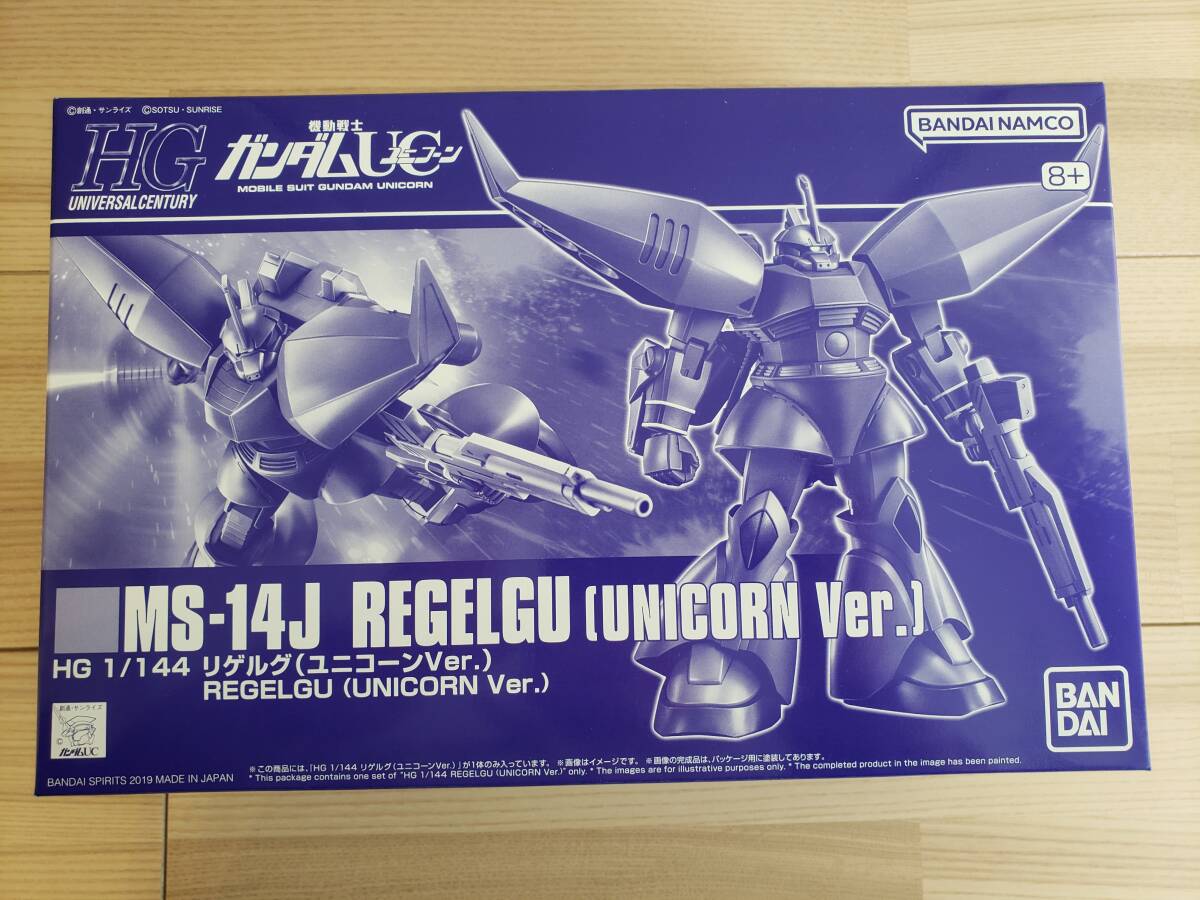 ©創通・サンライズ ©SOTSU・SUNRISE
HG
UNIVERSAL CENTURY
機動戦士
ガンダムUC
ユニコーン
MOBILE SUIT GUNDAM UNICORN
BANDAI NAMCO
8+
MS-14J REGELGU (UNICORN Ver.)
HG 1/144 リゲルグ(ユニコーンVer.)
REGELGU (UNICORN Ver.)
創通・サンライズ
©
ガンダムUC
BAN
DAI
BANDAI SPIRITS 2019 MADE IN JAPAN
※この商品には、「HG 1/144 リゲルグ(ユニコーンVer.)」が1体のみ入っています。 ※画像はイメージです。 ※画像の完成品は、パッケージ用に塗装してあります。
* This package contains one set of "HG 1/144 REGELGU (UNICORN Ver.)" only. * The images are for illustrative purposes only. * The completed product in the image has been painted.